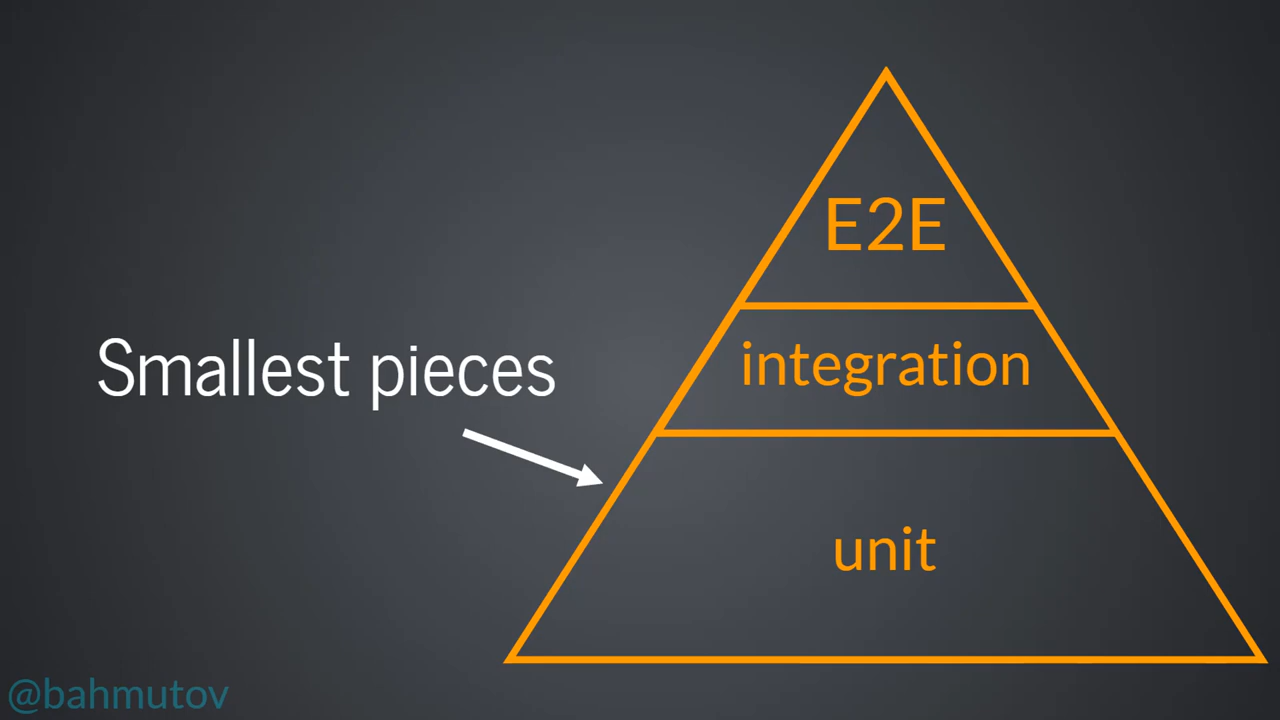 E2E
integration
Smallest pieces
unit
@bahmutov